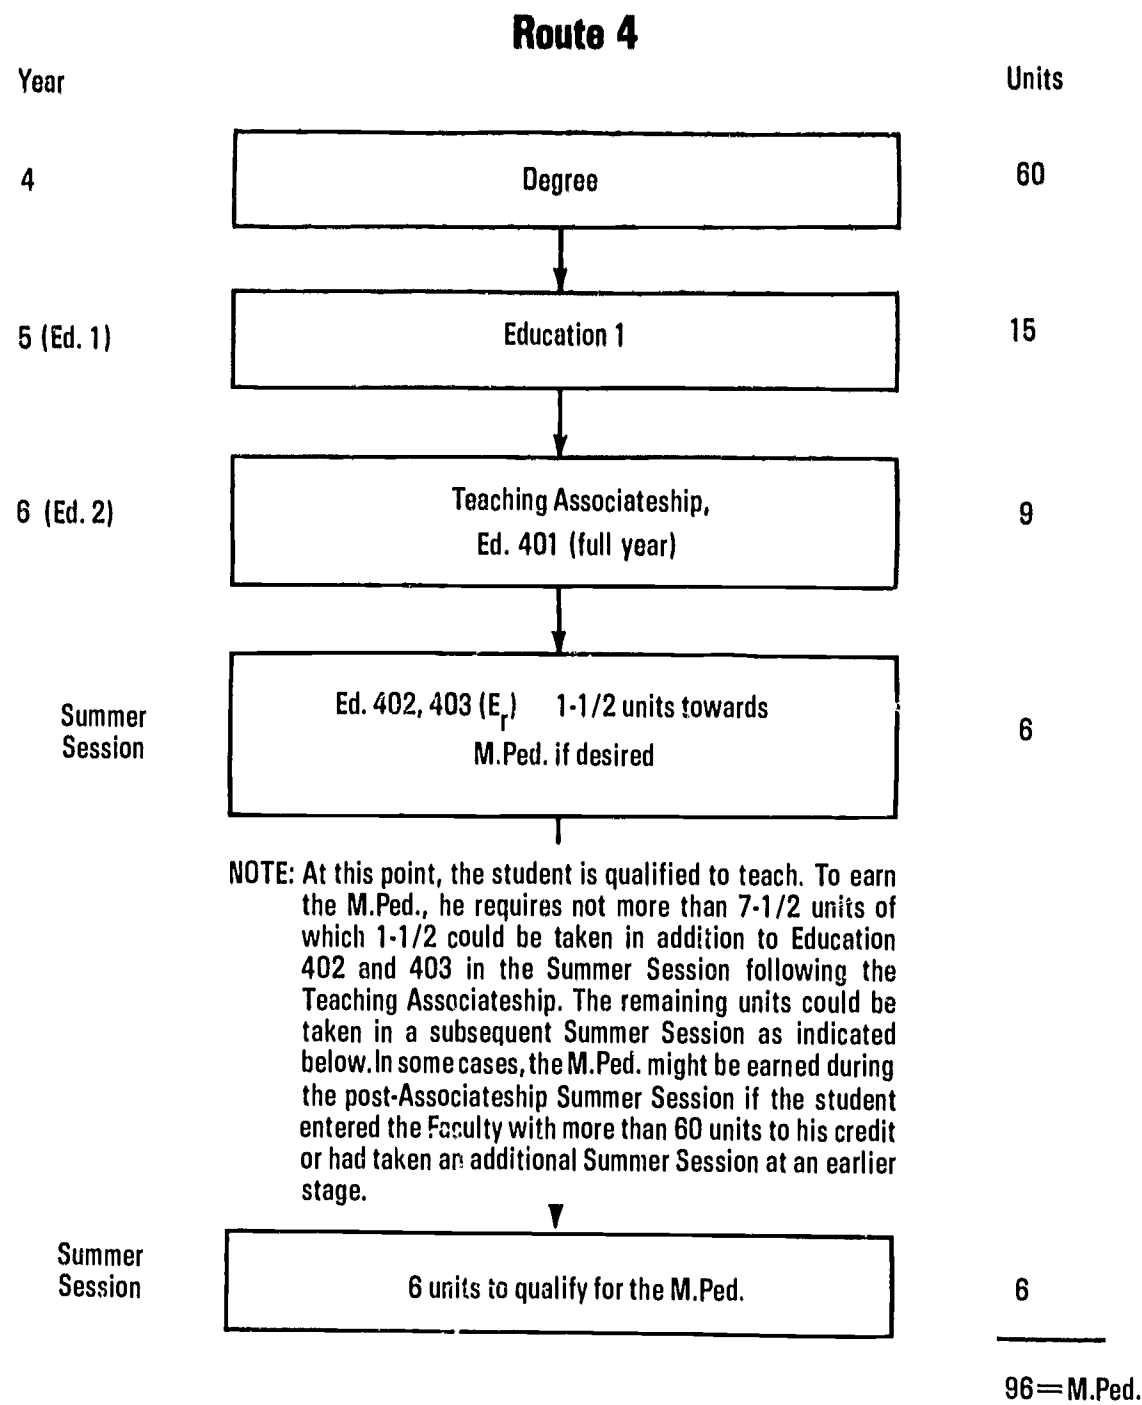 Route 4
Year Units
4 Degree 60
5 (Ed. 1) Education 1 15
6 (Ed. 2) Teaching Associateship, 9
Ed. 401 (full year)
Summer
Session
Ed. 402, 403 (Er) 1-1/2 units towards
M.Ped. if desired
6
NOTE: At this point, the student is qualified to teach. To earn
the M.Ped., he requires not more than 7-1/2 units of
which 1-1/2 could be taken in addition to Education
402 and 403 in the Summer Session following the
Teaching Associateship. The remaining units could be
taken in a subsequent Summer Session as indicated
below. In some cases, the M.Ped. might be earned during
the post-Associateship Summer Session if the student
entered the Faculty with more than 60 units to his credit
or had taken an additional Summer Session at an earlier
stage.
Summer
Session
6 units to qualify for the M.Ped.
6
96=M.Ped.